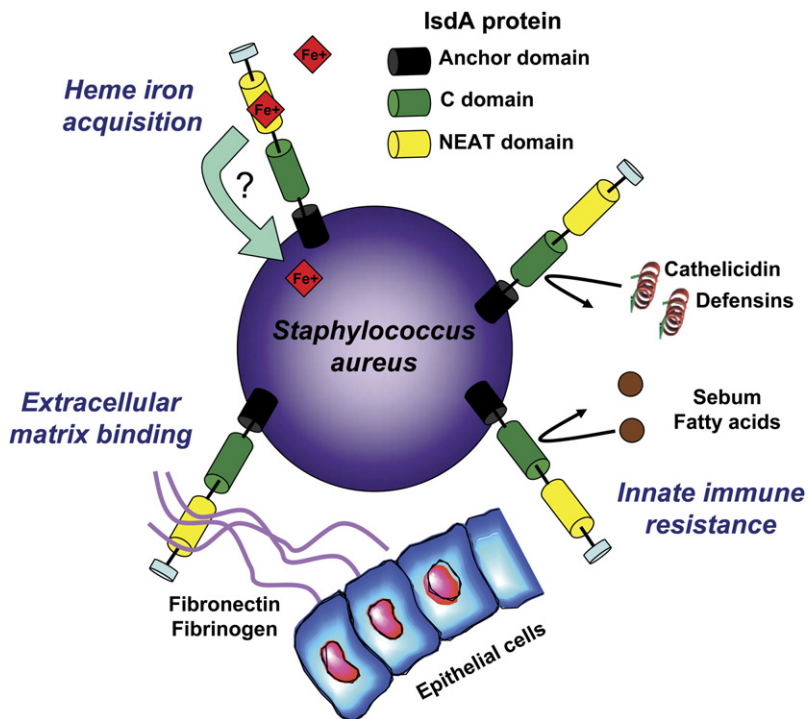 IsdA protein
Anchor domain
C domain
NEAT domain
Fe+
Fe+
Heme iron
acquisition
?
Fe+
Cathelicidin
Defensins
Staphylococcus
aureus
Sebum
Fatty acids
Extracellular
matrix binding
Innate immune
resistance
Fibronectin
Fibrinogen
Epithelial cells